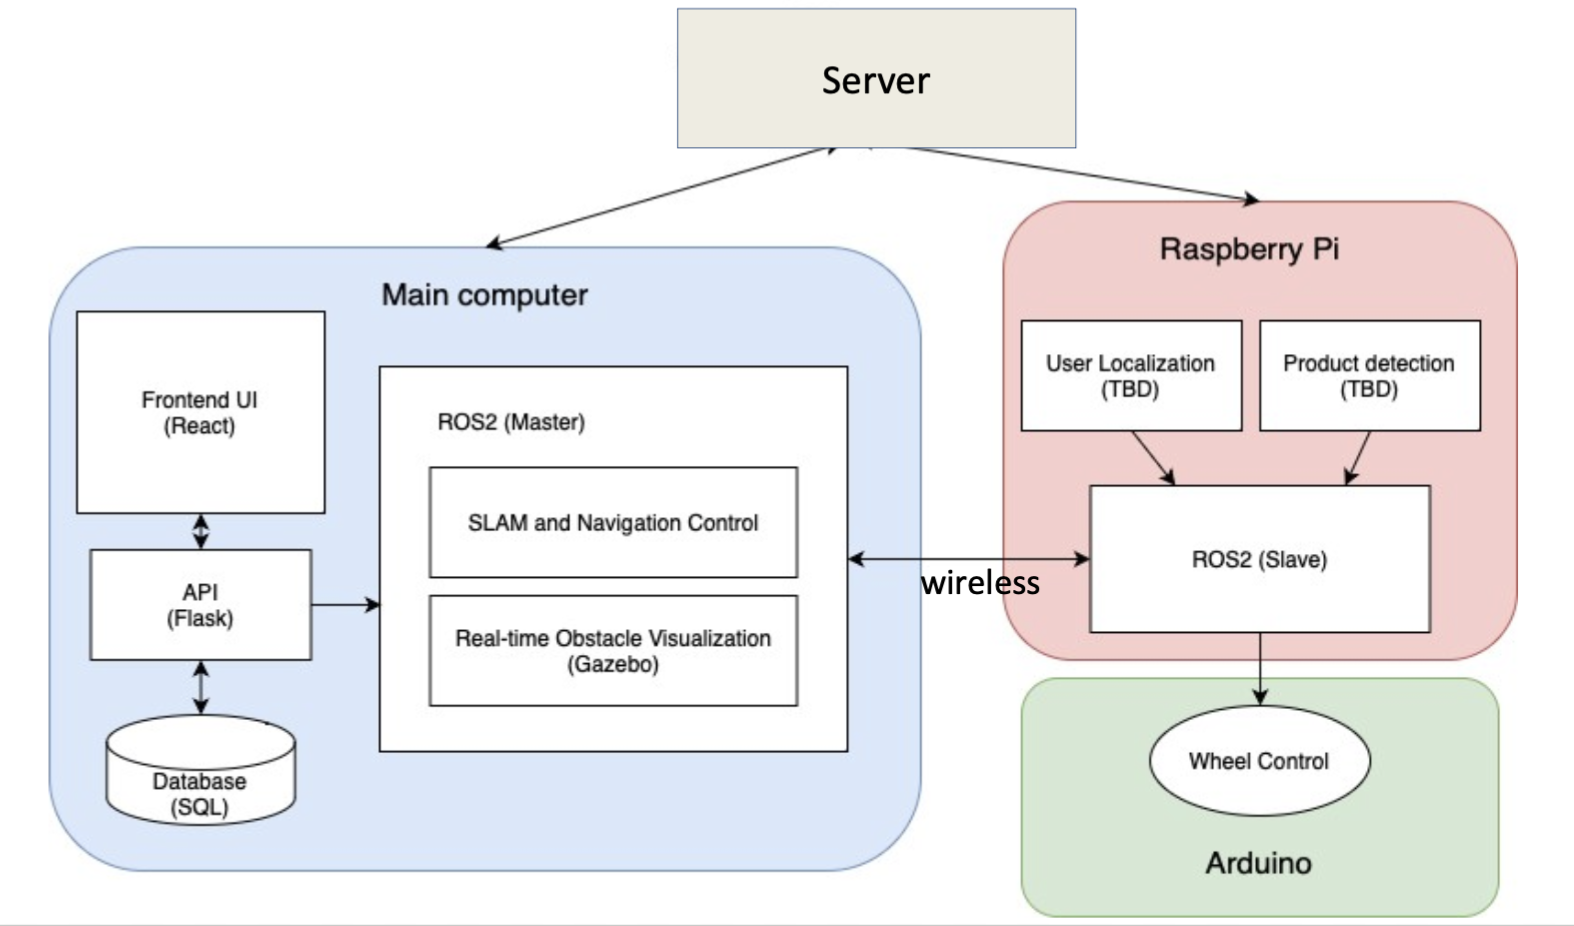 Server
Main computer
Frontend UI
(React)
API
(Flask)
Database
(SQL)
ROS2 (Master)
SLAM and Navigation Control
Real-time Obstacle Visualization
(Gazebo)
wireless
Raspberry Pi
User Localization
(TBD)
Product detection
(TBD)
ROS2 (Slave)
Wheel Control
Arduino